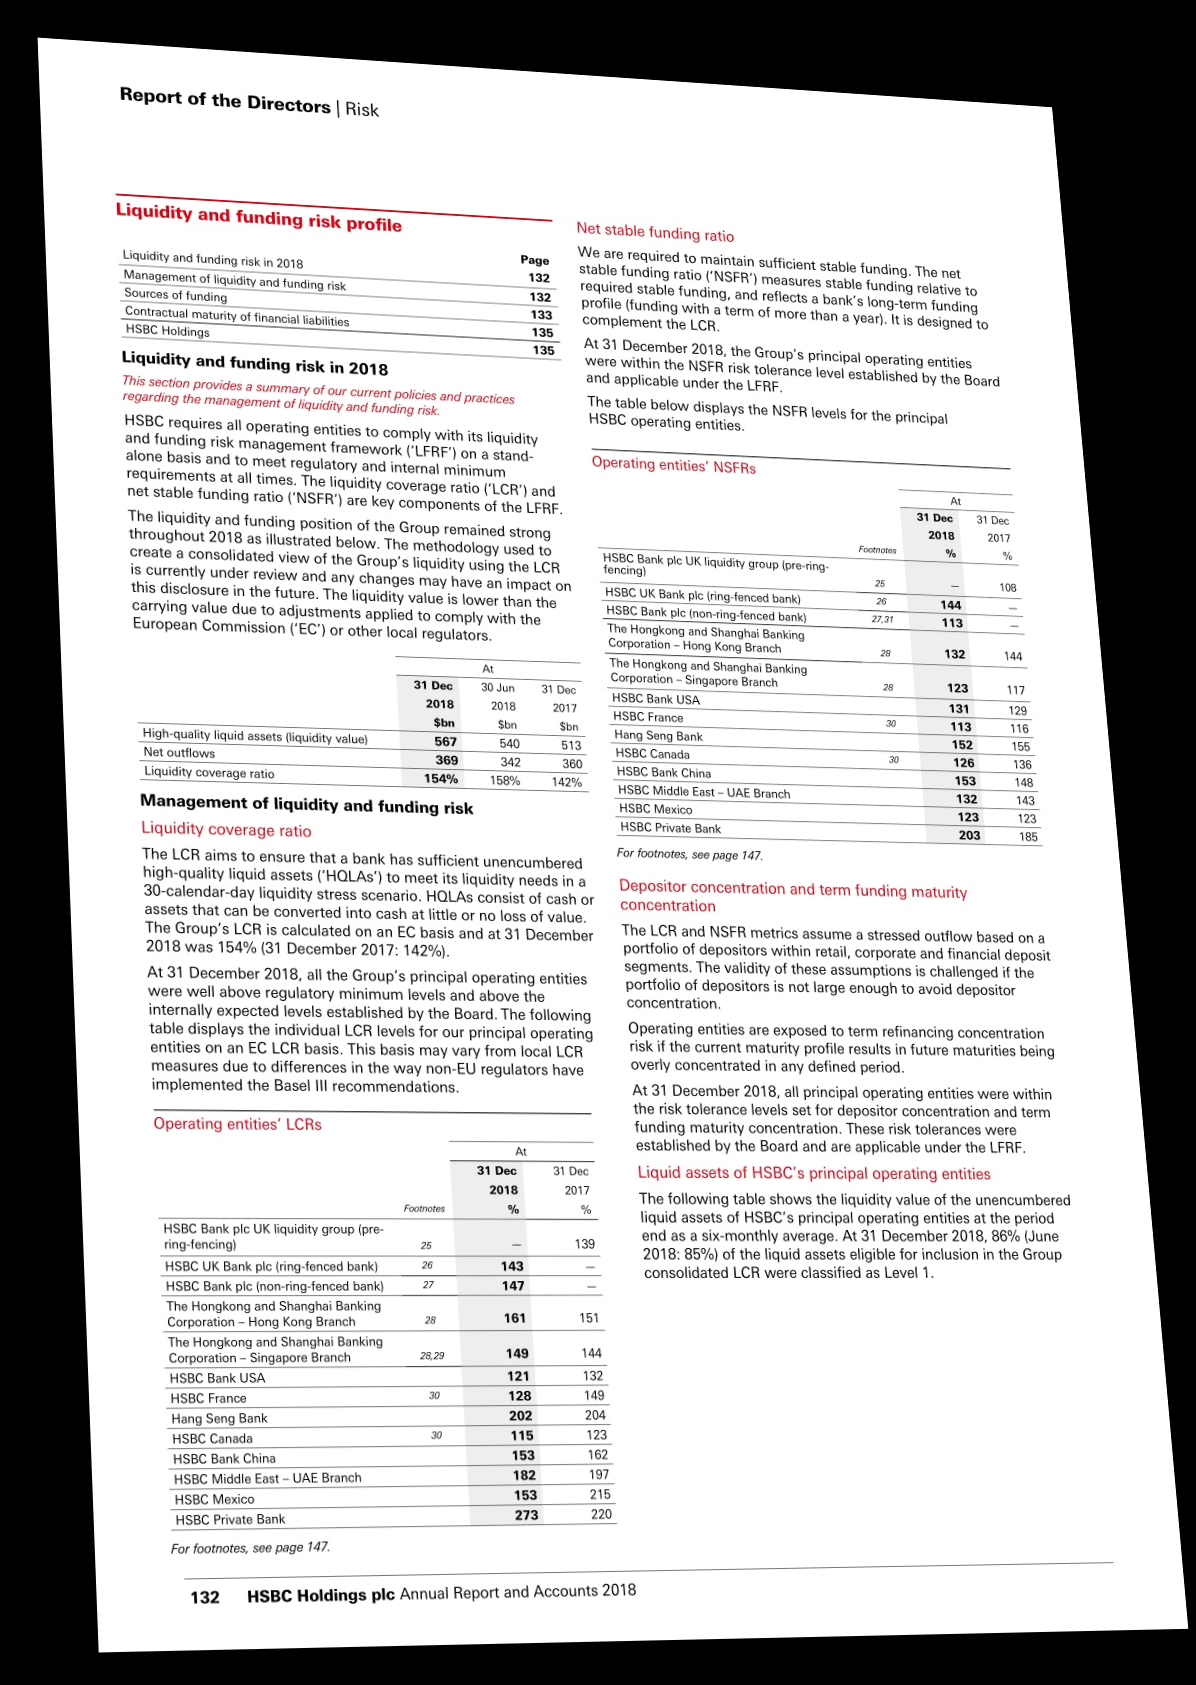 Report of the Directors | Risk
Liquidity and funding risk profile
Page
Liquidity and funding risk in 2018 132
Management of liquidity and funding risk 132
Sources of funding 133
Contractual maturity of financial liabilities 135
HSBC Holdings 135
Liquidity and funding risk in 2018
This section provides a summary of our current policies and practices
regarding the management of liquidity and funding risk.
HSBC requires all operating entities to comply with its liquidity
and funding risk management framework ('LFRF') on a stand-
alone basis and to meet regulatory and internal minimum
requirements at all times. The liquidity coverage ratio ('LCR') and
net stable funding ratio ('NSFR') are key components of the LFRF.
The liquidity and funding position of the Group remained strong
throughout 2018 as illustrated below. The methodology used to
create a consolidated view of the Group's liquidity using the LCR
is currently under review and any changes may have an impact on
this disclosure in the future. The liquidity value is lower than the
carrying value due to adjustments applied to comply with the
European Commission ('EC') or other local regulators.
At
31 Dec 30 Jun 31 Dec
2018 2018 2017
$bn $bn $bn
High-quality liquid assets (liquidity value) 567 540 513
Net outflows 369 342 360
Liquidity coverage ratio 154% 158% 142%
Management of liquidity and funding risk
Liquidity coverage ratio
The LCR aims to ensure that a bank has sufficient unencumbered
high-quality liquid assets ('HQLAs') to meet its liquidity needs in a
30-calendar-day liquidity stress scenario. HQLAs consist of cash or
assets that can be converted into cash at little or no loss of value.
The Group's LCR is calculated on an EC basis and at 31 December
2018 was 154% (31 December 2017: 142%).
At 31 December 2018, all the Group's principal operating entities
were well above regulatory minimum levels and above the
internally expected levels established by the Board. The following
table displays the individual LCR levels for our principal operating
entities on an EC LCR basis. This basis may vary from local LCR
measures due to differences in the way non-EU regulators have
implemented the Basel III recommendations.
Operating entities' LCRs
At
31 Dec 31 Dec
2018 2017
Footnotes % %
HSBC Bank plc UK liquidity group (pre-
ring-fencing) 25 – 139
HSBC UK Bank plc (ring-fenced bank) 26 143 –
HSBC Bank plc (non-ring-fenced bank) 27 147 –
The Hongkong and Shanghai Banking
Corporation – Hong Kong Branch 28 161 151
The Hongkong and Shanghai Banking
Corporation – Singapore Branch 28,29 149 144
HSBC Bank USA 121 132
HSBC France 30 128 149
Hang Seng Bank 202 204
HSBC Canada 30 115 123
HSBC Bank China 153 162
HSBC Middle East – UAE Branch 182 197
HSBC Mexico 153 215
HSBC Private Bank 273 220
For footnotes, see page 147.
Net stable funding ratio
We are required to maintain sufficient stable funding. The net
stable funding ratio ('NSFR') measures stable funding relative to
required stable funding, and reflects a bank's long-term funding
profile (funding with a term of more than a year). It is designed to
complement the LCR.
At 31 December 2018, the Group's principal operating entities
were within the NSFR risk tolerance level established by the Board
and applicable under the LFRF.
The table below displays the NSFR levels for the principal
HSBC operating entities.
Operating entities' NSFRs
At
31 Dec 31 Dec
2018 2017
Footnotes % %
HSBC Bank plc UK liquidity group (pre-ring-
fencing) 25 – 108
HSBC UK Bank plc (ring-fenced bank) 26 144 –
HSBC Bank plc (non-ring-fenced bank) 27,31 113 –
The Hongkong and Shanghai Banking
Corporation – Hong Kong Branch 28 132 144
The Hongkong and Shanghai Banking
Corporation – Singapore Branch 28 123 117
HSBC Bank USA 131 129
HSBC France 30 113 116
Hang Seng Bank 152 155
HSBC Canada 30 126 136
HSBC Bank China 153 148
HSBC Middle East – UAE Branch 132 143
HSBC Mexico 123 123
HSBC Private Bank 203 185
For footnotes, see page 147.
Depositor concentration and term funding maturity
concentration
The LCR and NSFR metrics assume a stressed outflow based on a
portfolio of depositors within retail, corporate and financial deposit
segments. The validity of these assumptions is challenged if the
portfolio of depositors is not large enough to avoid depositor
concentration.
Operating entities are exposed to term refinancing concentration
risk if the current maturity profile results in future maturities being
overly concentrated in any defined period.
At 31 December 2018, all principal operating entities were within
the risk tolerance levels set for depositor concentration and term
funding maturity concentration. These risk tolerances were
established by the Board and are applicable under the LFRF.
Liquid assets of HSBC's principal operating entities
The following table shows the liquidity value of the unencumbered
liquid assets of HSBC's principal operating entities at the period
end as a six-monthly average. At 31 December 2018, 86% (June
2018: 85%) of the liquid assets eligible for inclusion in the Group
consolidated LCR were classified as Level 1.
132 HSBC Holdings plc Annual Report and Accounts 2018